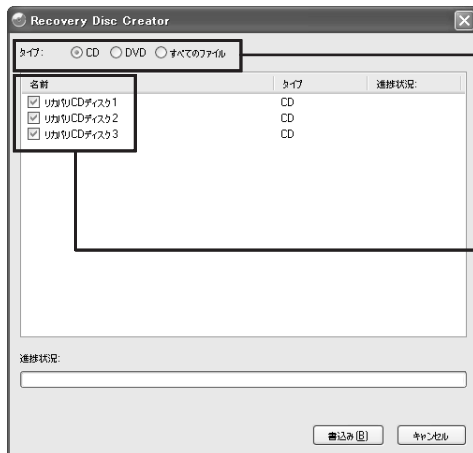 Recovery Disc Creator
タイプ: CD DVD すべてのファイル
名前 タイプ 進捗状況:
リカバリCDディスク1 CD
リカバリCDディスク2 CD
リカバリCDディスク3 CD
進捗状況:
書込み(B) キャンセル